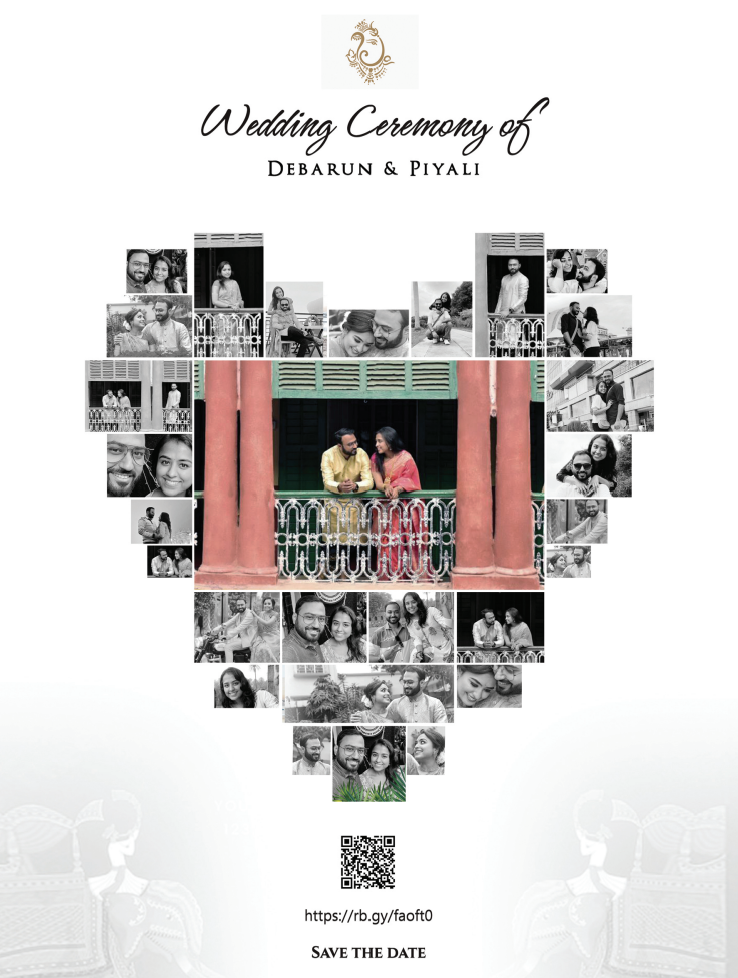 Wedding Ceremony of
DEBARUN & PIYALI
https://rb.gy/faoft0
SAVE THE DATE